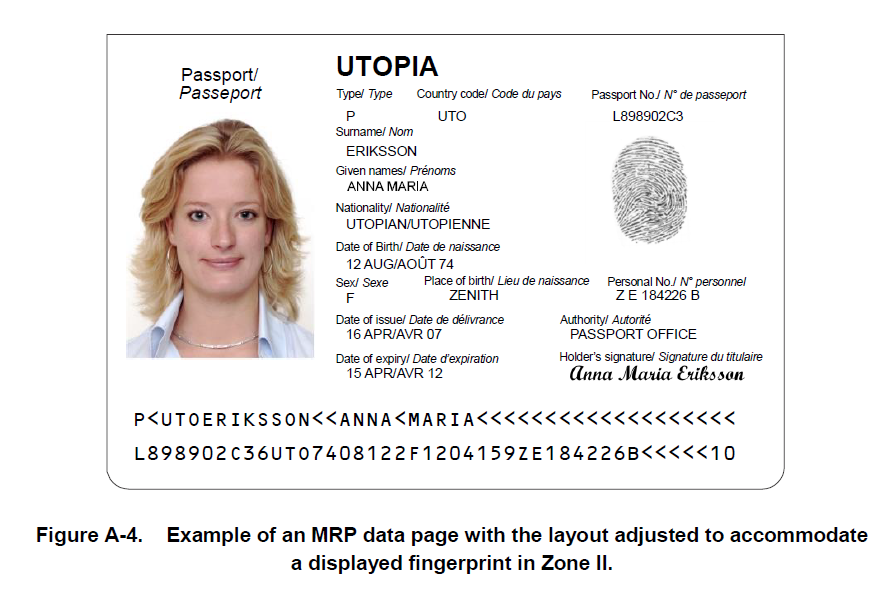 Passport/
Passeport
UTOPIA
Type/ Type Country code/ Code du pays Passport No./ N° de passeport
P UTO L898902C3
Surname/ Nom
ERIKSSON
Given names/ Prénoms
ANNA MARIA
Nationality/ Nationalité
UTOPIAN/UTOPIENNE
Date of Birth/ Date de naissance
12 AUG/AOÛT 74
Sex/ Sexe Place of birth/ Lieu de naissance Personal No./ N° personnel
F ZENITH Z E 184226 B
Date of issue/ Date de délivrance Authority/ Autorité
16 APR/AVR 07 PASSPORT OFFICE
Date of expiry/ Date d'expiration Holder's signature/ Signature du titulaire
15 APR/AVR 12 Anna Maria Eriksson
P<UTOERIKSSON<<ANNA<MARIA<<<<<<<<<<<<<<<<<<<
L898902C36UTO7408122F1204159ZE184226B<<<<<10
Figure A-4. Example of an MRP data page with the layout adjusted to accommodate
a displayed fingerprint in Zone II.